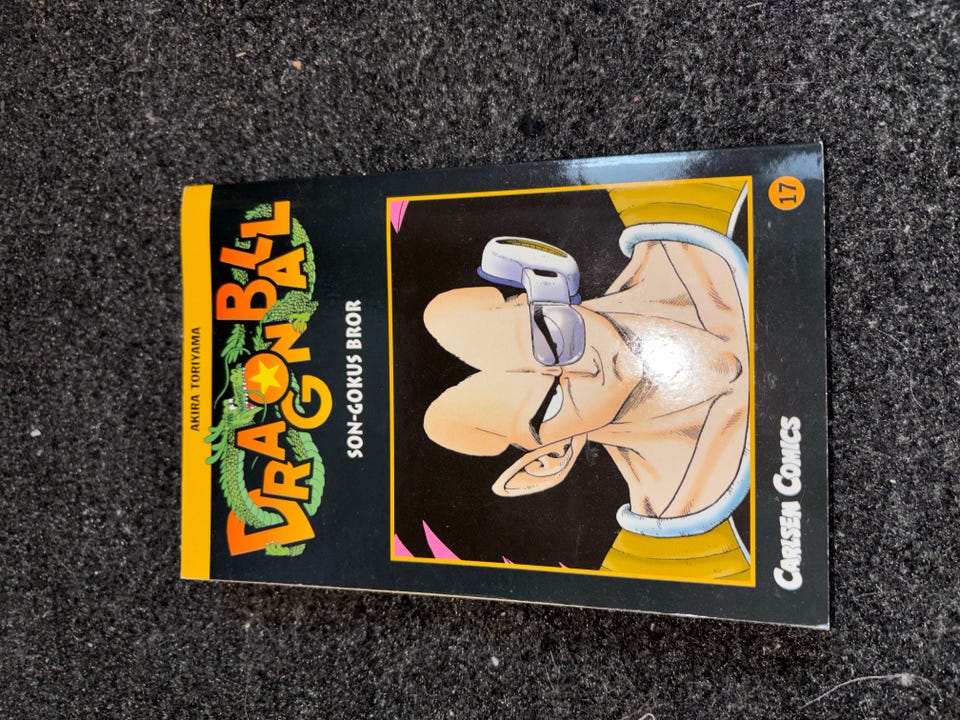 AKIRA TORIYAMA
DRAGON BALL
SON-GOKUS BROR
CARLSEN COMICS
17